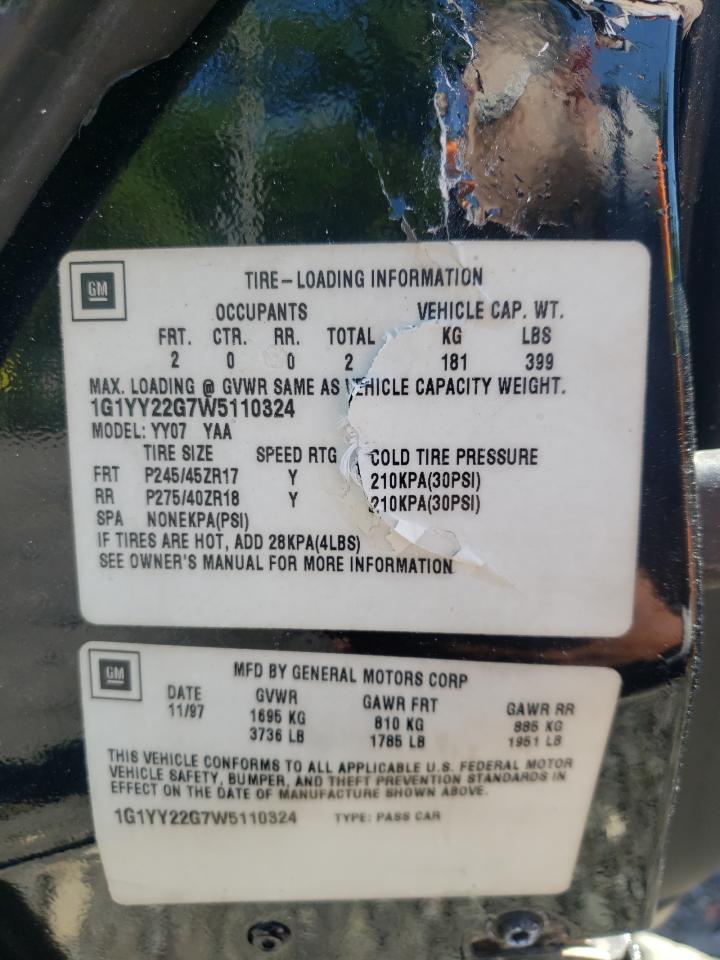 GM
TIRE-LOADING INFORMATION
OCCUPANTS VEHICLE CAP. WT.
FRT. CTR. RR. TOTAL KG LBS
2 0 0 2 181 399
MAX. LOADING @ GVWR SAME AS VEHICLE CAPACITY WEIGHT.
1G1YY22G7W5110324
MODEL: YY07 YAA
TIRE SIZE SPEED RTG COLD TIRE PRESSURE
FRT P245/45ZR17 Y 210KPA(30PSI)
RR P275/40ZR18 Y 210KPA(30PSI)
SPA NONEKPA(PSI)
IF TIRES ARE HOT, ADD 28KPA(4LBS)
SEE OWNER'S MANUAL FOR MORE INFORMATION
GM
MFD BY GENERAL MOTORS CORP
DATE GVWR GAWR FRT GAWR RR
11/97 1695 KG 810 KG 885 KG
3736 LB 1785 LB 1951 LB
THIS VEHICLE CONFORMS TO ALL APPLICABLE U.S. FEDERAL MOTOR
VEHICLE SAFETY, BUMPER, AND THEFT PREVENTION STANDARDS IN
EFFECT ON THE DATE OF MANUFACTURE SHOWN ABOVE.
1G1YY22G7W5110324 TYPE: PASS CAR